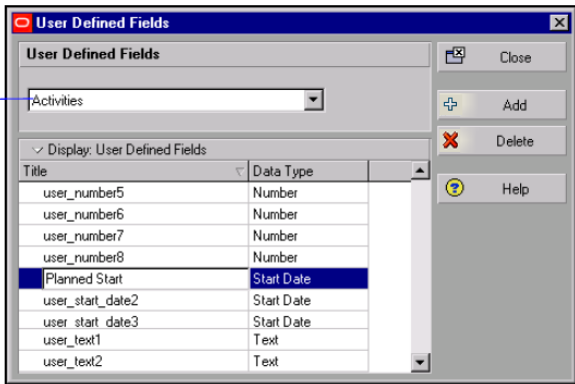 User Defined Fields
User Defined Fields
Activities
Display: User Defined Fields
Title Data Type
user_number5 Number
user_number6 Number
user_number7 Number
user_number8 Number
Planned Start Start Date
user_start_date2 Start Date
user_start_date3 Start Date
user_text1 Text
user_text2 Text
Close
Add
Delete
Help